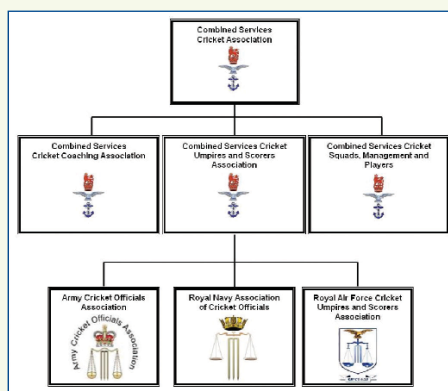 Combined Services
Cricket Association
Combined Services
Cricket Coaching Association
Combined Services Cricket
Umpires and Scorers
Association
Combined Services Cricket
Squads, Management and
Players
Army Cricket Officials
Association
Army Cricket Officials Association
Royal Navy Association
of Cricket Officials
Royal Air Force Cricket
Umpires and Scorers
Association